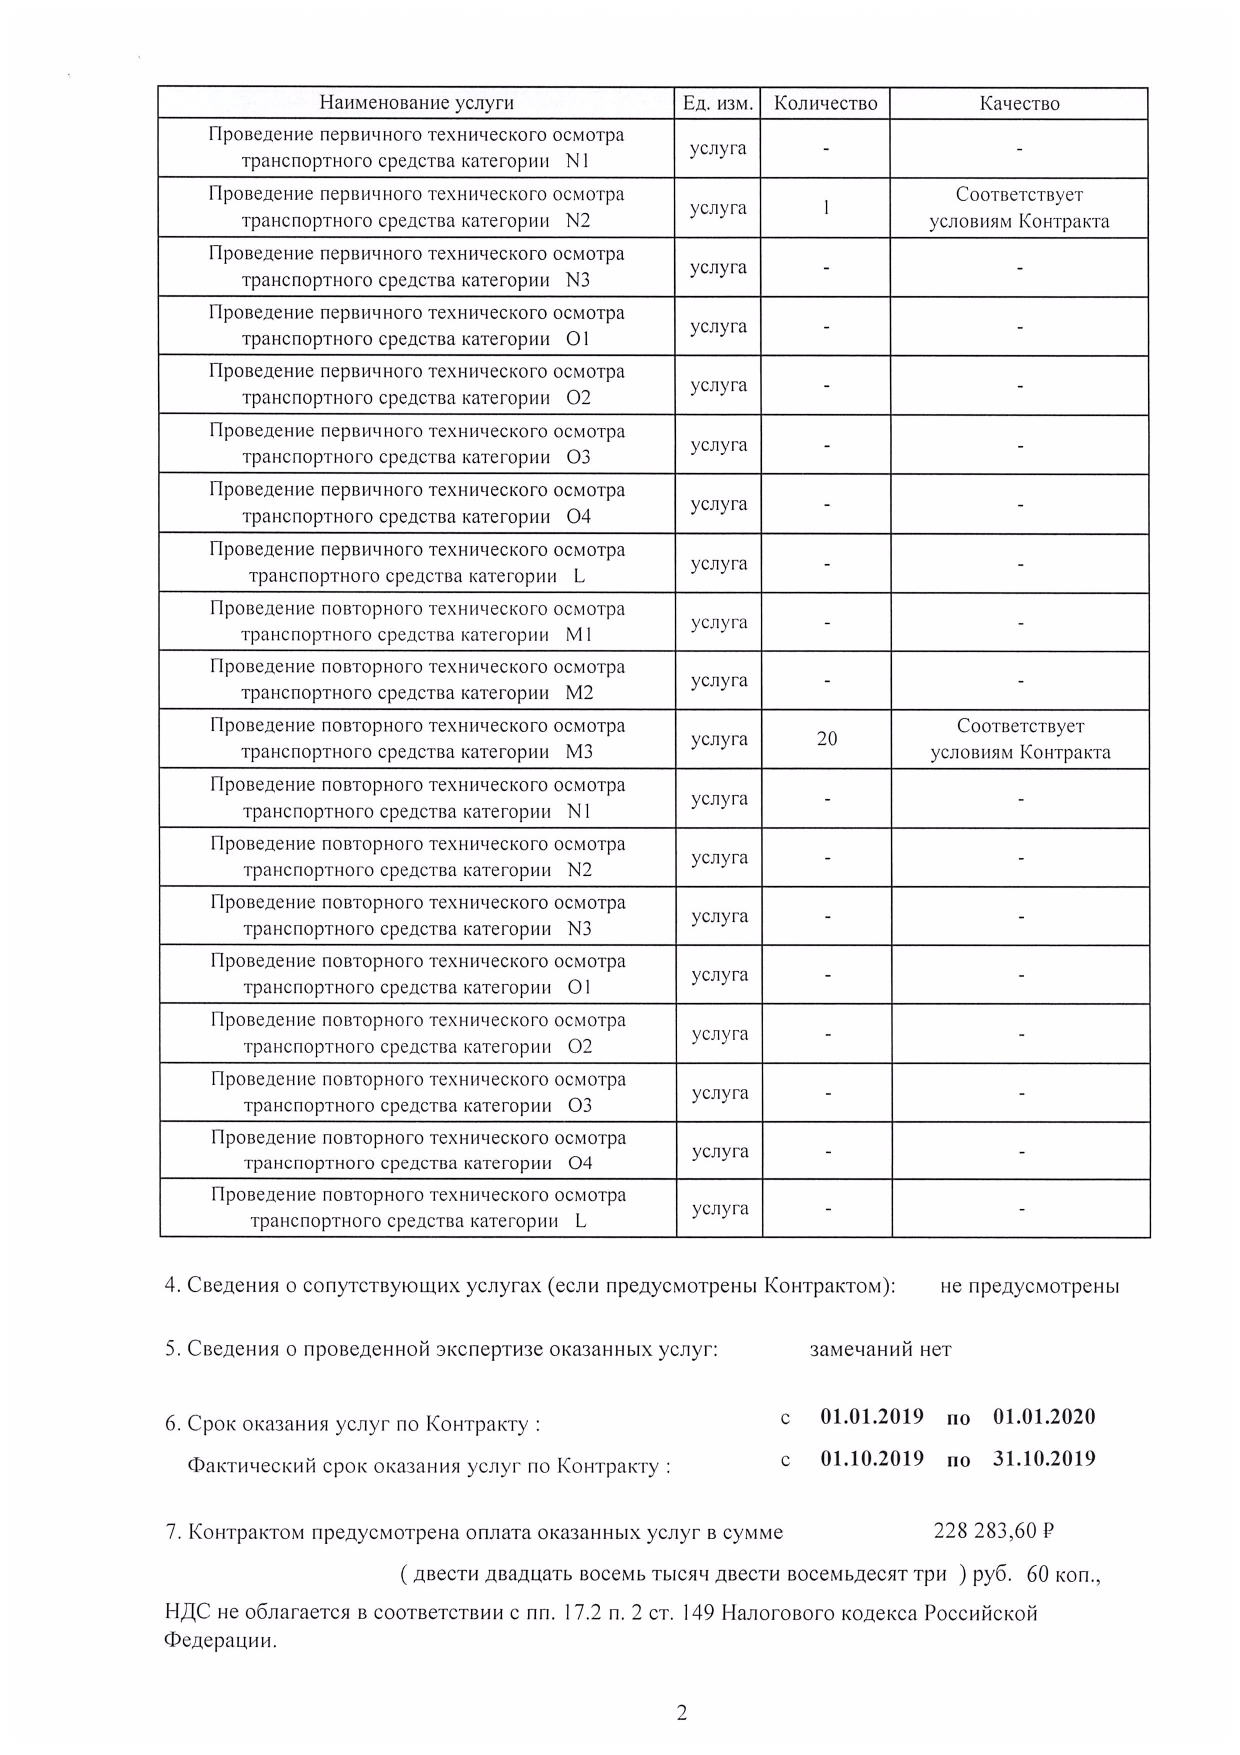 Наименование услуги Ед. изм. Количество Качество
Проведение первичного технического осмотра
транспортного средства категории N1 услуга - -
Проведение первичного технического осмотра
транспортного средства категории N2 услуга 1 Соответствует
условиям Контракта
Проведение первичного технического осмотра
транспортного средства категории N3 услуга - -
Проведение первичного технического осмотра
транспортного средства категории O1 услуга - -
Проведение первичного технического осмотра
транспортного средства категории O2 услуга - -
Проведение первичного технического осмотра
транспортного средства категории O3 услуга - -
Проведение первичного технического осмотра
транспортного средства категории O4 услуга - -
Проведение первичного технического осмотра
транспортного средства категории L услуга - -
Проведение повторного технического осмотра
транспортного средства категории M1 услуга - -
Проведение повторного технического осмотра
транспортного средства категории M2 услуга - -
Проведение повторного технического осмотра
транспортного средства категории M3 услуга 20 Соответствует
условиям Контракта
Проведение повторного технического осмотра
транспортного средства категории N1 услуга - -
Проведение повторного технического осмотра
транспортного средства категории N2 услуга - -
Проведение повторного технического осмотра
транспортного средства категории N3 услуга - -
Проведение повторного технического осмотра
транспортного средства категории O1 услуга - -
Проведение повторного технического осмотра
транспортного средства категории O2 услуга - -
Проведение повторного технического осмотра
транспортного средства категории O3 услуга - -
Проведение повторного технического осмотра
транспортного средства категории O4 услуга - -
Проведение повторного технического осмотра
транспортного средства категории L услуга - -
4. Сведения о сопутствующих услугах (если предусмотрены Контрактом): не предусмотрены
5. Сведения о проведенной экспертизе оказанных услуг: замечаний нет
6. Срок оказания услуг по Контракту : с 01.01.2019 по 01.01.2020
Фактический срок оказания услуг по Контракту : с 01.10.2019 по 31.10.2019
7. Контрактом предусмотрена оплата оказанных услуг в сумме 228 283,60 ₽
( двести двадцать восемь тысяч двести восемьдесят три ) руб. 60 коп.,
НДС не облагается в соответствии с пп. 17.2 п. 2 ст. 149 Налогового кодекса Российской
Федерации.
2